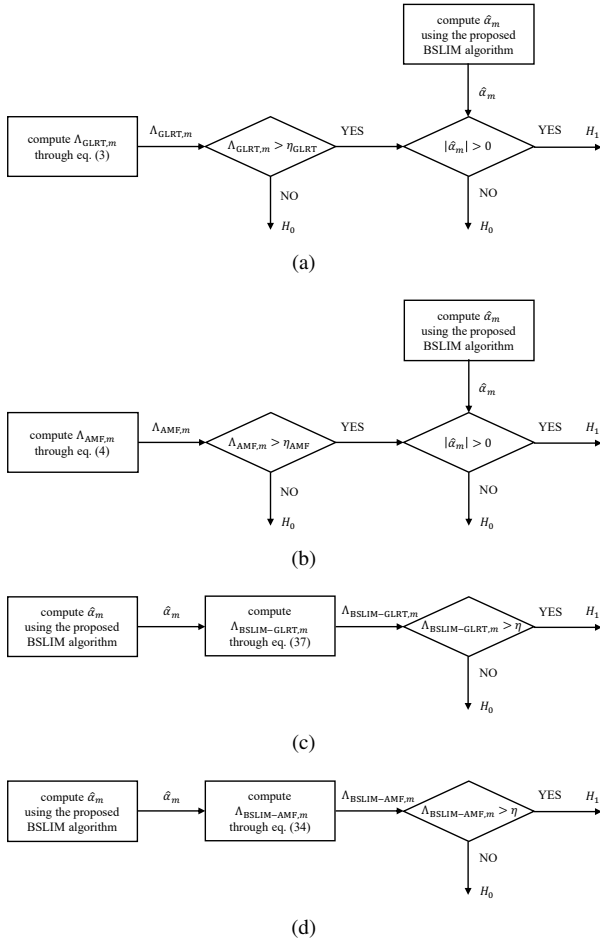 compute α̂_m
using the proposed
BSLIM algorithm
α̂_m
compute Λ_GLRT,m
through eq. (3)
Λ_GLRT,m
Λ_GLRT,m > η_GLRT
YES
|α̂_m| > 0
YES
H_1
NO
H_0
NO
H_0
(a)
compute α̂_m
using the proposed
BSLIM algorithm
α̂_m
compute Λ_AMF,m
through eq. (4)
Λ_AMF,m
Λ_AMF,m > η_AMF
YES
|α̂_m| > 0
YES
H_1
NO
H_0
NO
H_0
(b)
compute α̂_m
using the proposed
BSLIM algorithm
α̂_m
compute
Λ_BSLIM−GLRT,m
through eq. (37)
Λ_BSLIM−GLRT,m
Λ_BSLIM−GLRT,m > η
YES
H_1
NO
H_0
(c)
compute α̂_m
using the proposed
BSLIM algorithm
α̂_m
compute
Λ_BSLIM−AMF,m
through eq. (34)
Λ_BSLIM−AMF,m
Λ_BSLIM−AMF,m > η
YES
H_1
NO
H_0
(d)